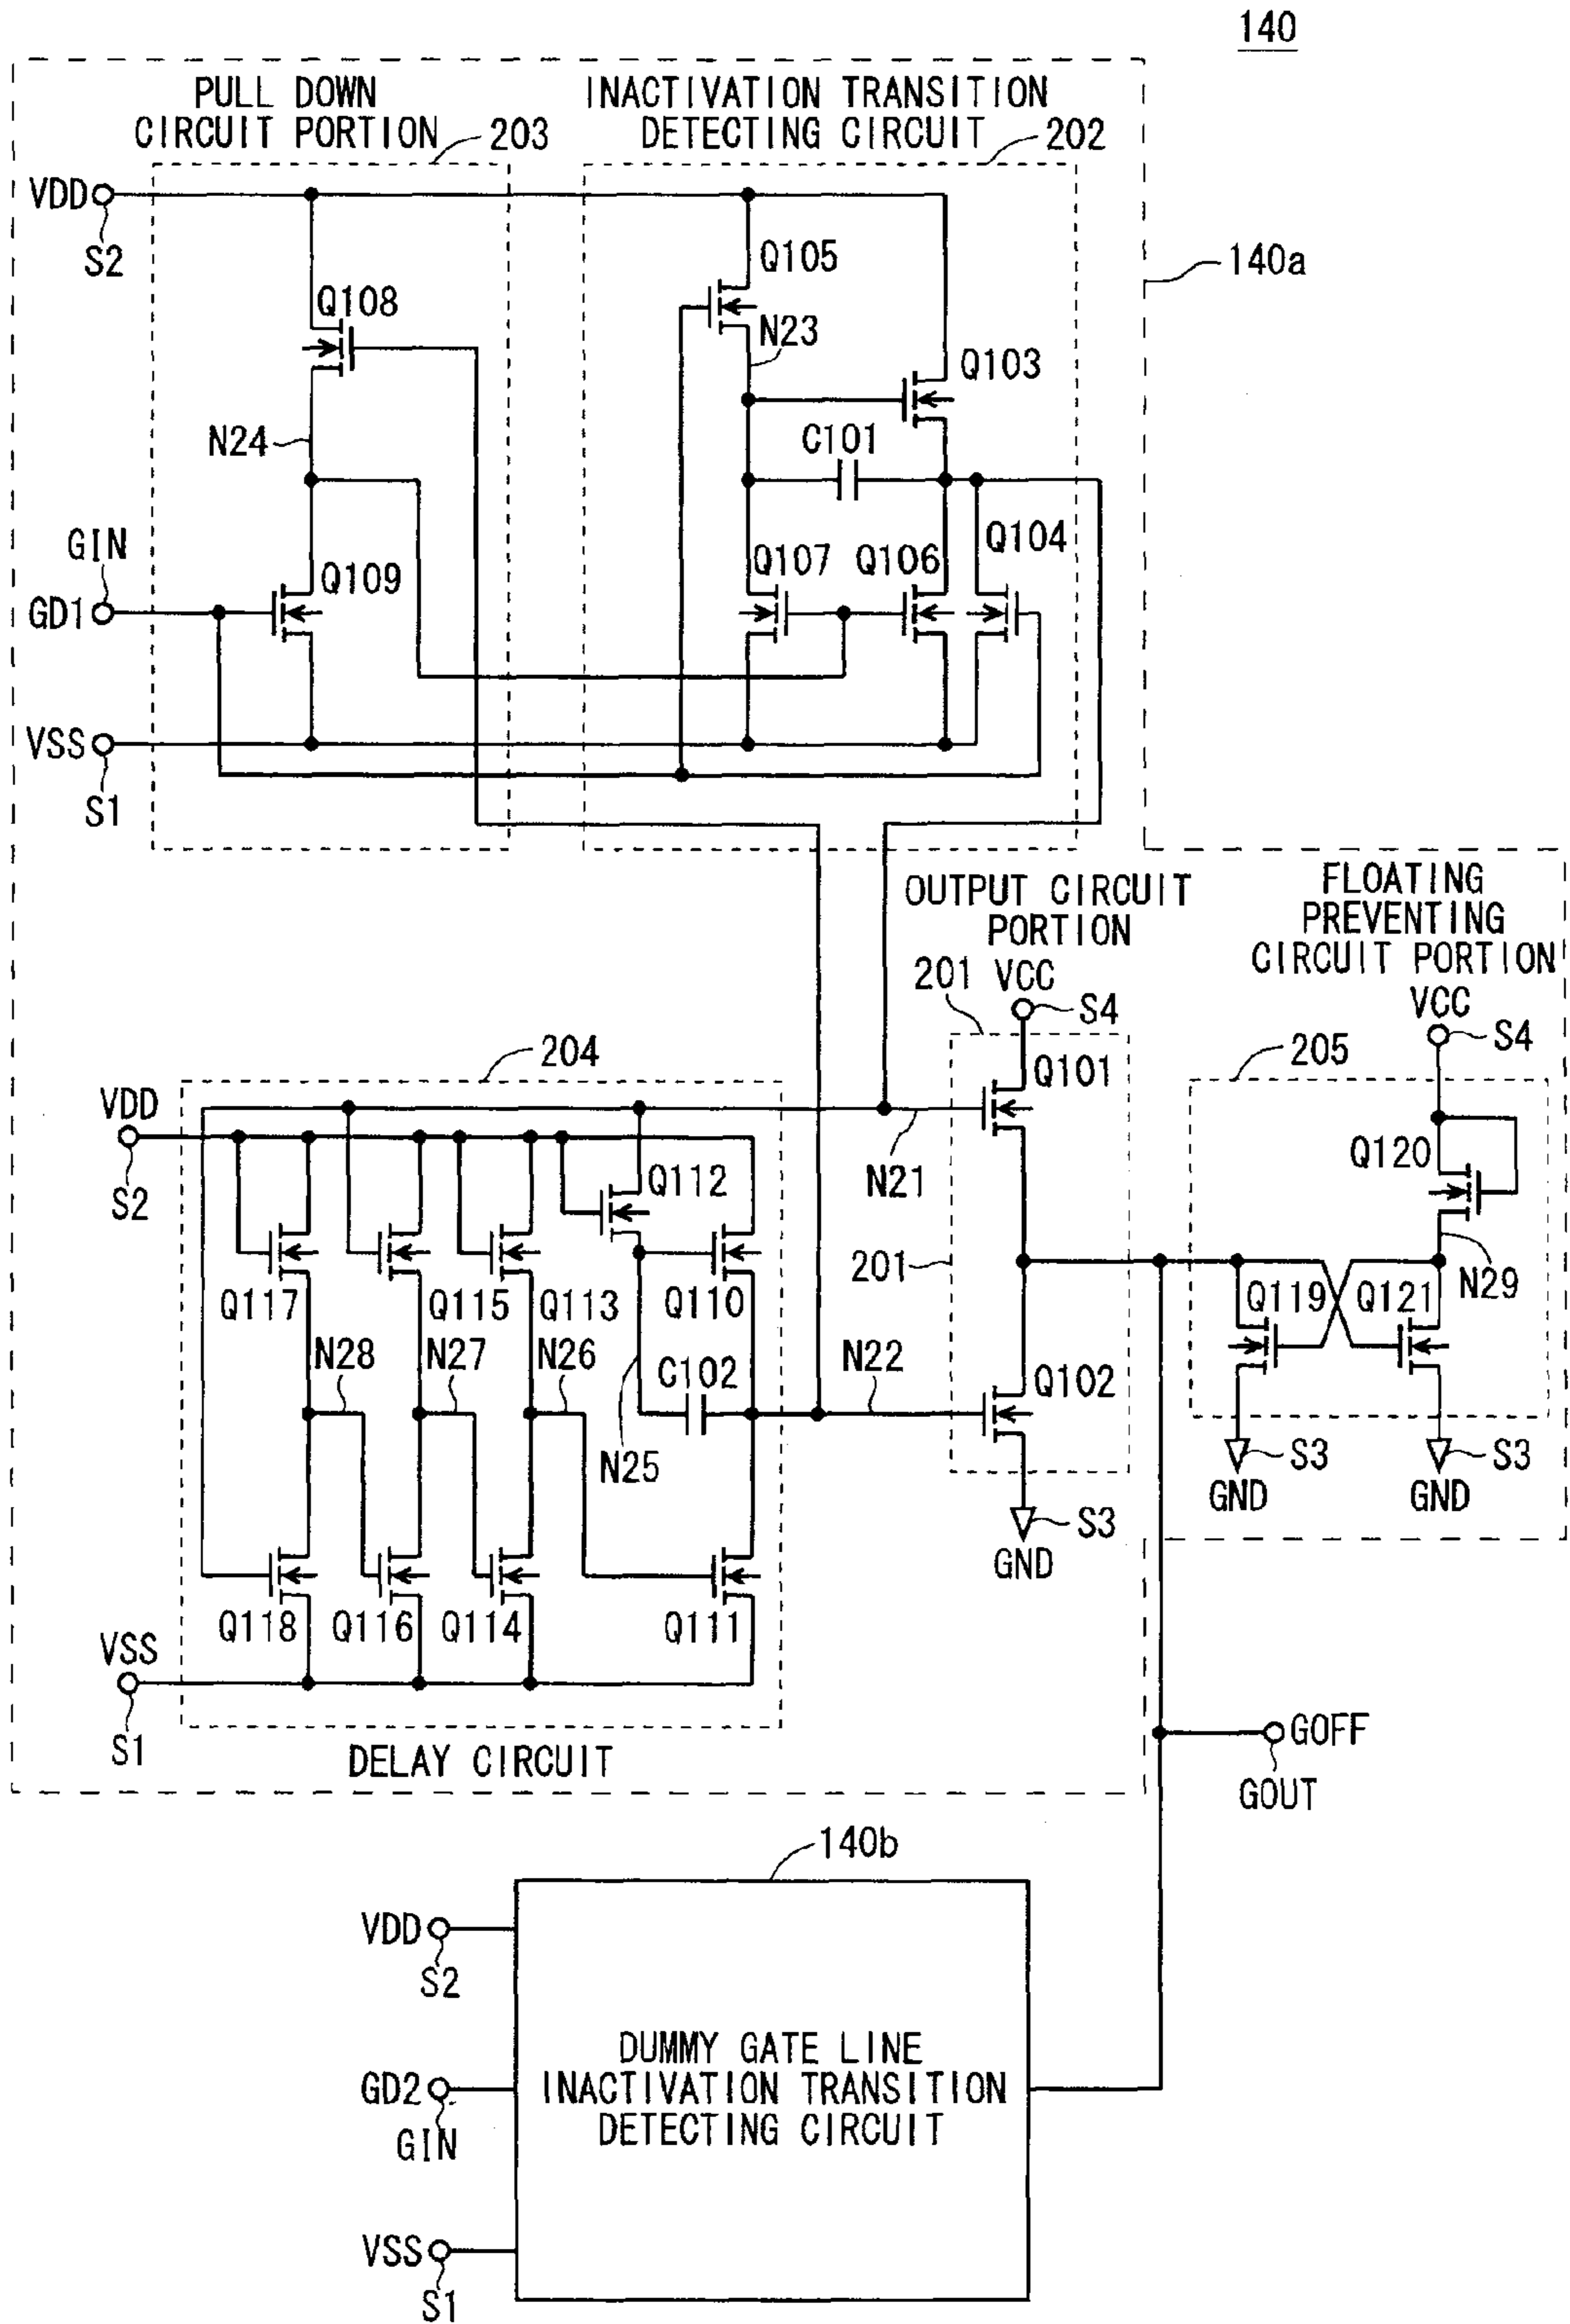 140
PULL DOWN
CIRCUIT PORTION
203
INACTIVATION TRANSITION
DETECTING CIRCUIT
202
VDD
S2
Q105
140a
Q108
N23
Q103
N24
C101
GIN
Q104
Q107
Q106
Q109
GD1
VSS
S1
OUTPUT CIRCUIT
PORTION
FLOATING
PREVENTING
CIRCUIT PORTION
201
VCC
S4
VCC
S4
204
205
Q101
VDD
S2
Q112
N21
Q120
201
N29
Q117
Q115
Q113
Q110
Q119
Q121
N28
N27
N26
C102
N22
Q102
N25
S3
GND
S3
GND
S3
GND
Q118
Q116
Q114
Q111
VSS
S1
DELAY CIRCUIT
GOFF
GOUT
140b
VDD
S2
DUMMY GATE LINE
INACTIVATION TRANSITION
DETECTING CIRCUIT
GD2
GIN
VSS
S1